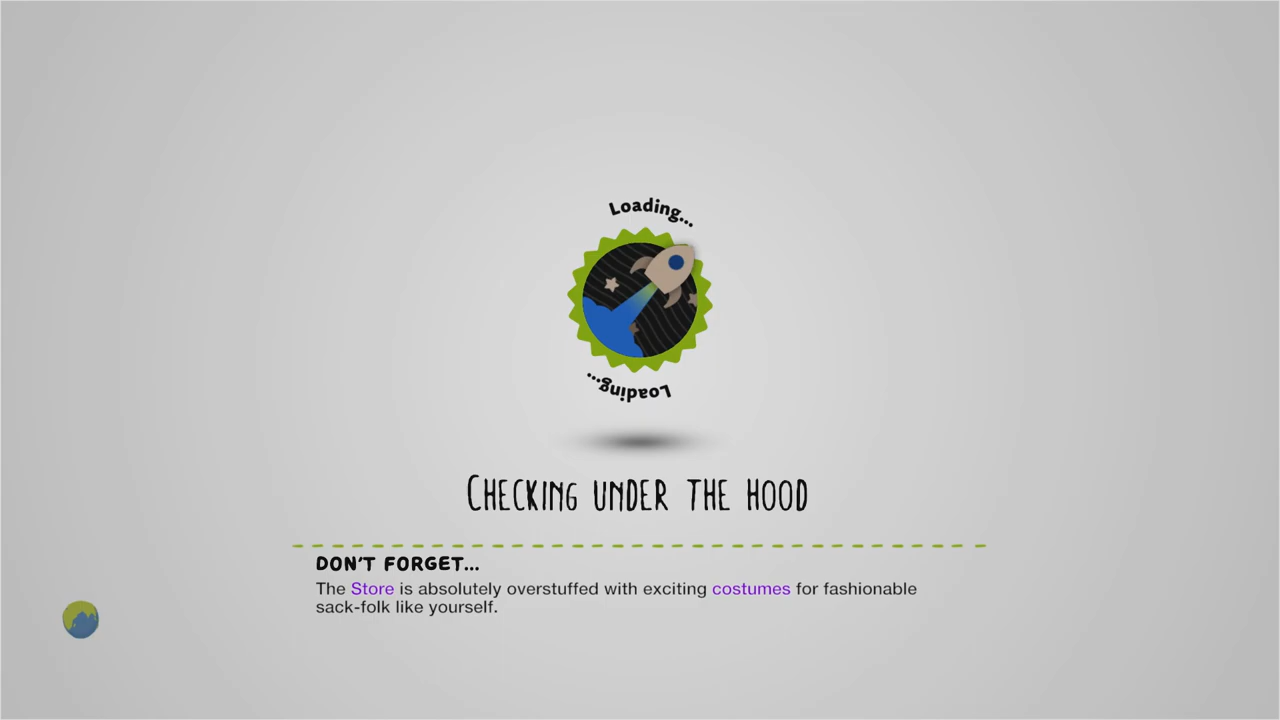 Loading...
Loading...
Checking under the hood
DON'T FORGET...
The Store is absolutely overstuffed with exciting costumes for fashionable
sack-folk like yourself.